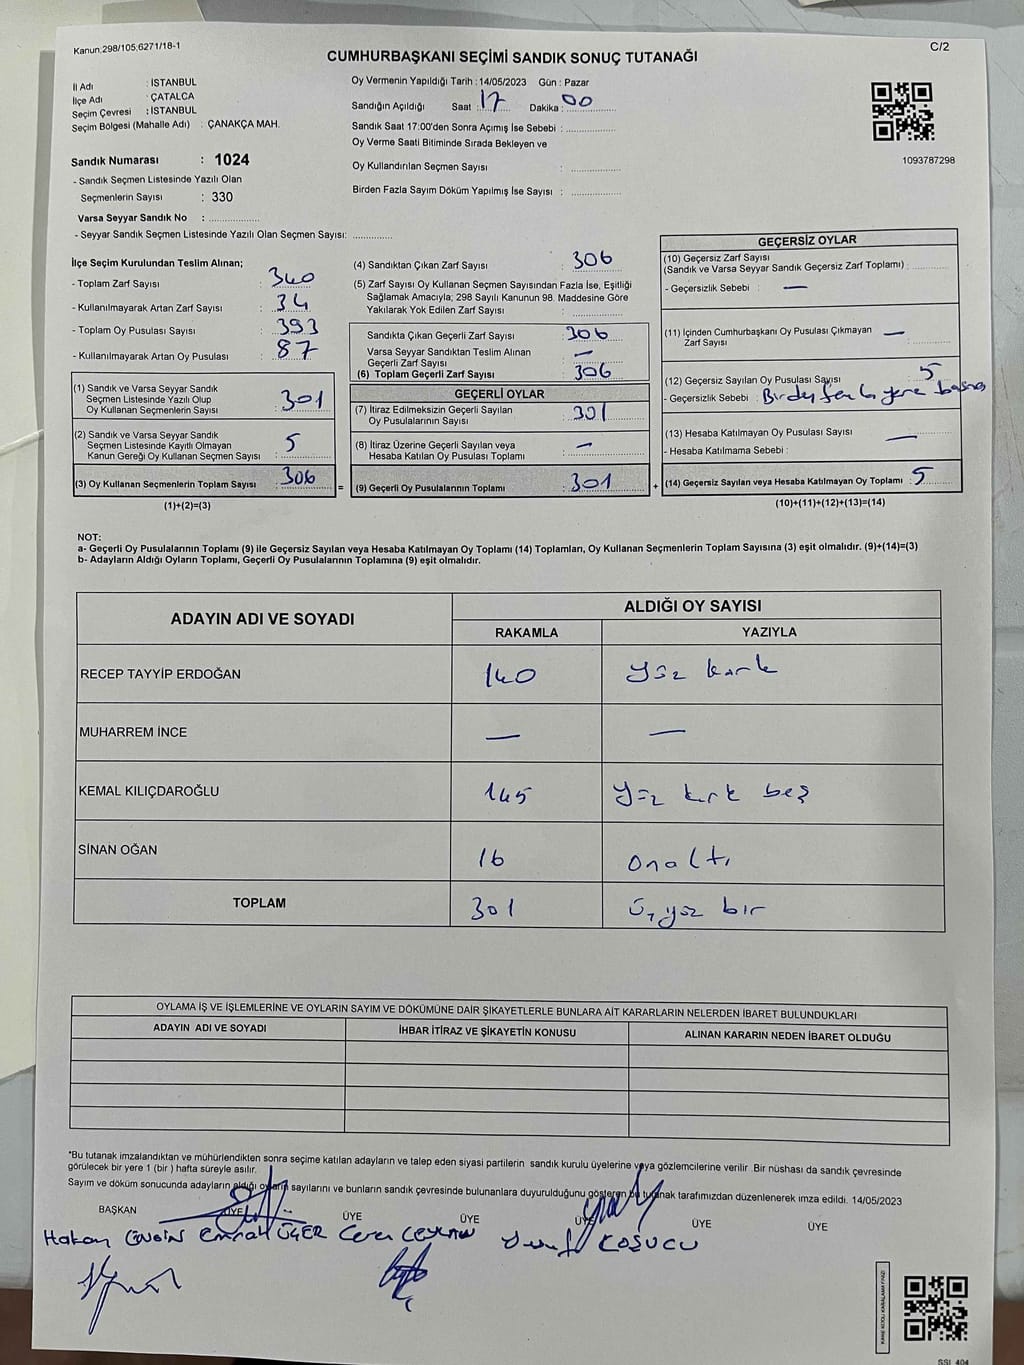 Kanun;298/105;6271/18-1
C/2
CUMHURBAŞKANI SEÇİMİ SANDIK SONUÇ TUTANAĞI
İl Adı : İSTANBUL
İlçe Adı : ÇATALCA
Seçim Çevresi : İSTANBUL
Seçim Bölgesi (Mahalle Adı) : ÇANAKÇA MAH.
Sandık Numarası : 1024
- Sandık Seçmen Listesinde Yazılı Olan
Seçmenlerin Sayısı : 330
Varsa Seyyar Sandık No : ..................
- Seyyar Sandık Seçmen Listesinde Yazılı Olan Seçmen Sayısı: ..............
Oy Vermenin Yapıldığı Tarih : 14/05/2023 Gün : Pazar
Sandığın Açıldığı Saat : 17 Dakika : 00
Sandık Saat 17:00'den Sonra Açımış İse Sebebi : ..................
Oy Verme Saati Bitiminde Sırada Bekleyen ve
Oy Kullandırılan Seçmen Sayısı : ..................
Birden Fazla Sayım Döküm Yapılmış İse Sayısı : ..................
1093787298
İlçe Seçim Kurulundan Teslim Alınan;
- Toplam Zarf Sayısı : 340
- Kullanılmayarak Artan Zarf Sayısı : 34
- Toplam Oy Pusulası Sayısı : 393
- Kullanılmayarak Artan Oy Pusulası : 87
(1) Sandık ve Varsa Seyyar Sandık
Seçmen Listesinde Yazılı Olup
Oy Kullanan Seçmenlerin Sayısı : 301
(2) Sandık ve Varsa Seyyar Sandık
Seçmen Listesinde Kayıtlı Olmayan
Kanun Gereği Oy Kullanan Seçmen Sayısı : 5
(3) Oy Kullanan Seçmenlerin Toplam Sayısı : 306
(1)+(2)=(3)
(4) Sandıktan Çıkan Zarf Sayısı : 306
(5) Zarf Sayısı Oy Kullanan Seçmen Sayısından Fazla İse, Eşitliği
Sağlamak Amacıyla; 298 Sayılı Kanunun 98. Maddesine Göre
Yakılarak Yok Edilen Zarf Sayısı : ..................
Sandıkta Çıkan Geçerli Zarf Sayısı : 306
Varsa Seyyar Sandıktan Teslim Alınan
Geçerli Zarf Sayısı : —
(6) Toplam Geçerli Zarf Sayısı : 306
GEÇERLİ OYLAR
(7) İtiraz Edilmeksizin Geçerli Sayılan
Oy Pusulalarının Sayısı : 301
(8) İtiraz Üzerine Geçerli Sayılan veya
Hesaba Katılan Oy Pusulası Toplamı : —
= (9) Geçerli Oy Pusulalarının Toplamı : 301 +
GEÇERSİZ OYLAR
(10) Geçersiz Zarf Sayısı
(Sandık ve Varsa Seyyar Sandık Geçersiz Zarf Toplamı) : ..........
- Geçersizlik Sebebi : —
(11) İçinden Cumhurbaşkanı Oy Pusulası Çıkmayan
Zarf Sayısı : —
(12) Geçersiz Sayılan Oy Pusulası Sayısı : 5
- Geçersizlik Sebebi :
(13) Hesaba Katılmayan Oy Pusulası Sayısı : —
- Hesaba Katılmama Sebebi :
(14) Geçersiz Sayılan veya Hesaba Katılmayan Oy Toplamı : 5
(10)+(11)+(12)+(13)=(14)
NOT:
a- Geçerli Oy Pusulalarının Toplamı (9) ile Geçersiz Sayılan veya Hesaba Katılmayan Oy Toplamı (14) Toplamları, Oy Kullanan Seçmenlerin Toplam Sayısına (3) eşit olmalıdır. (9)+(14)=(3)
b- Adayların Aldığı Oyların Toplamı, Geçerli Oy Pusulalarının Toplamına (9) eşit olmalıdır.
ADAYIN ADI VE SOYADI
ALDIĞI OY SAYISI
RAKAMLA YAZIYLA
RECEP TAYYİP ERDOĞAN 140 Yüz kırk
MUHARREM İNCE — —
KEMAL KILIÇDAROĞLU 145 Yüz kırk beş
SİNAN OĞAN 16 onaltı
TOPLAM 301 üçyüz bir
OYLAMA İŞ VE İŞLEMLERİNE VE OYLARIN SAYIM VE DÖKÜMÜNE DAİR ŞİKAYETLERLE BUNLARA AİT KARARLARIN NELERDEN İBARET BULUNDUKLARI
ADAYIN ADI VE SOYADI İHBAR İTİRAZ VE ŞİKAYETİN KONUSU ALINAN KARARIN NEDEN İBARET OLDUĞU
*Bu tutanak imzalandıktan ve mühürlendikten sonra seçime katılan adayların ve talep eden siyasi partilerin sandık kurulu üyelerine veya gözlemcilerine verilir .Bir nüshası da sandık çevresinde
görülecek bir yere 1 (bir ) hafta süreyle asılır.
Sayım ve döküm sonucunda adayların aldığı oyların sayılarını ve bunların sandık çevresinde bulunanlara duyurulduğunu gösteren bu tutanak tarafımızdan düzenlenerek imza edildi. 14/05/2023
BAŞKAN ÜYE ÜYE ÜYE ÜYE ÜYE ÜYE
Hakan Emrah ÜÇER Ceren Yusuf KOŞUCU
SSI_404